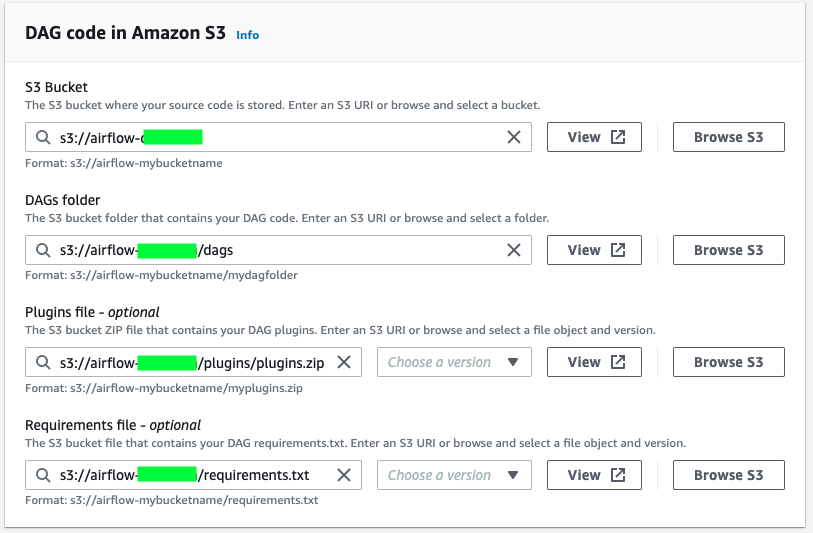 DAG code in Amazon S3 Info
S3 Bucket
The S3 bucket where your source code is stored. Enter an S3 URI or browse and select a bucket.
s3://airflow- View Browse S3
Format: s3://airflow-mybucketname
DAGs folder
The S3 bucket folder that contains your DAG code. Enter an S3 URI or browse and select a folder.
s3://airflow- /dags View Browse S3
Format: s3://airflow-mybucketname/mydagfolder
Plugins file - optional
The S3 bucket ZIP file that contains your DAG plugins. Enter an S3 URI or browse and select a file object and version.
s3://airflow- /plugins/plugins.zip Choose a version View Browse S3
Format: s3://airflow-mybucketname/myplugins.zip
Requirements file - optional
The S3 bucket file that contains your DAG requirements.txt. Enter an S3 URI or browse and select a file object and version.
s3://airflow- /requirements.txt Choose a version View Browse S3
Format: s3://airflow-mybucketname/requirements.txt